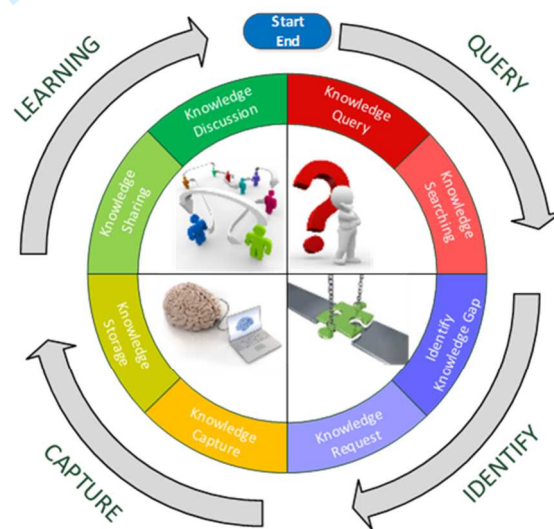 Start
End
QUERY
Knowledge
Query
Knowledge
Searching
IDENTIFY
Identify
Knowledge Gap
Knowledge
Request
CAPTURE
Knowledge
Capture
Knowledge
Storage
LEARNING
Knowledge
Sharing
Knowledge
Discussion